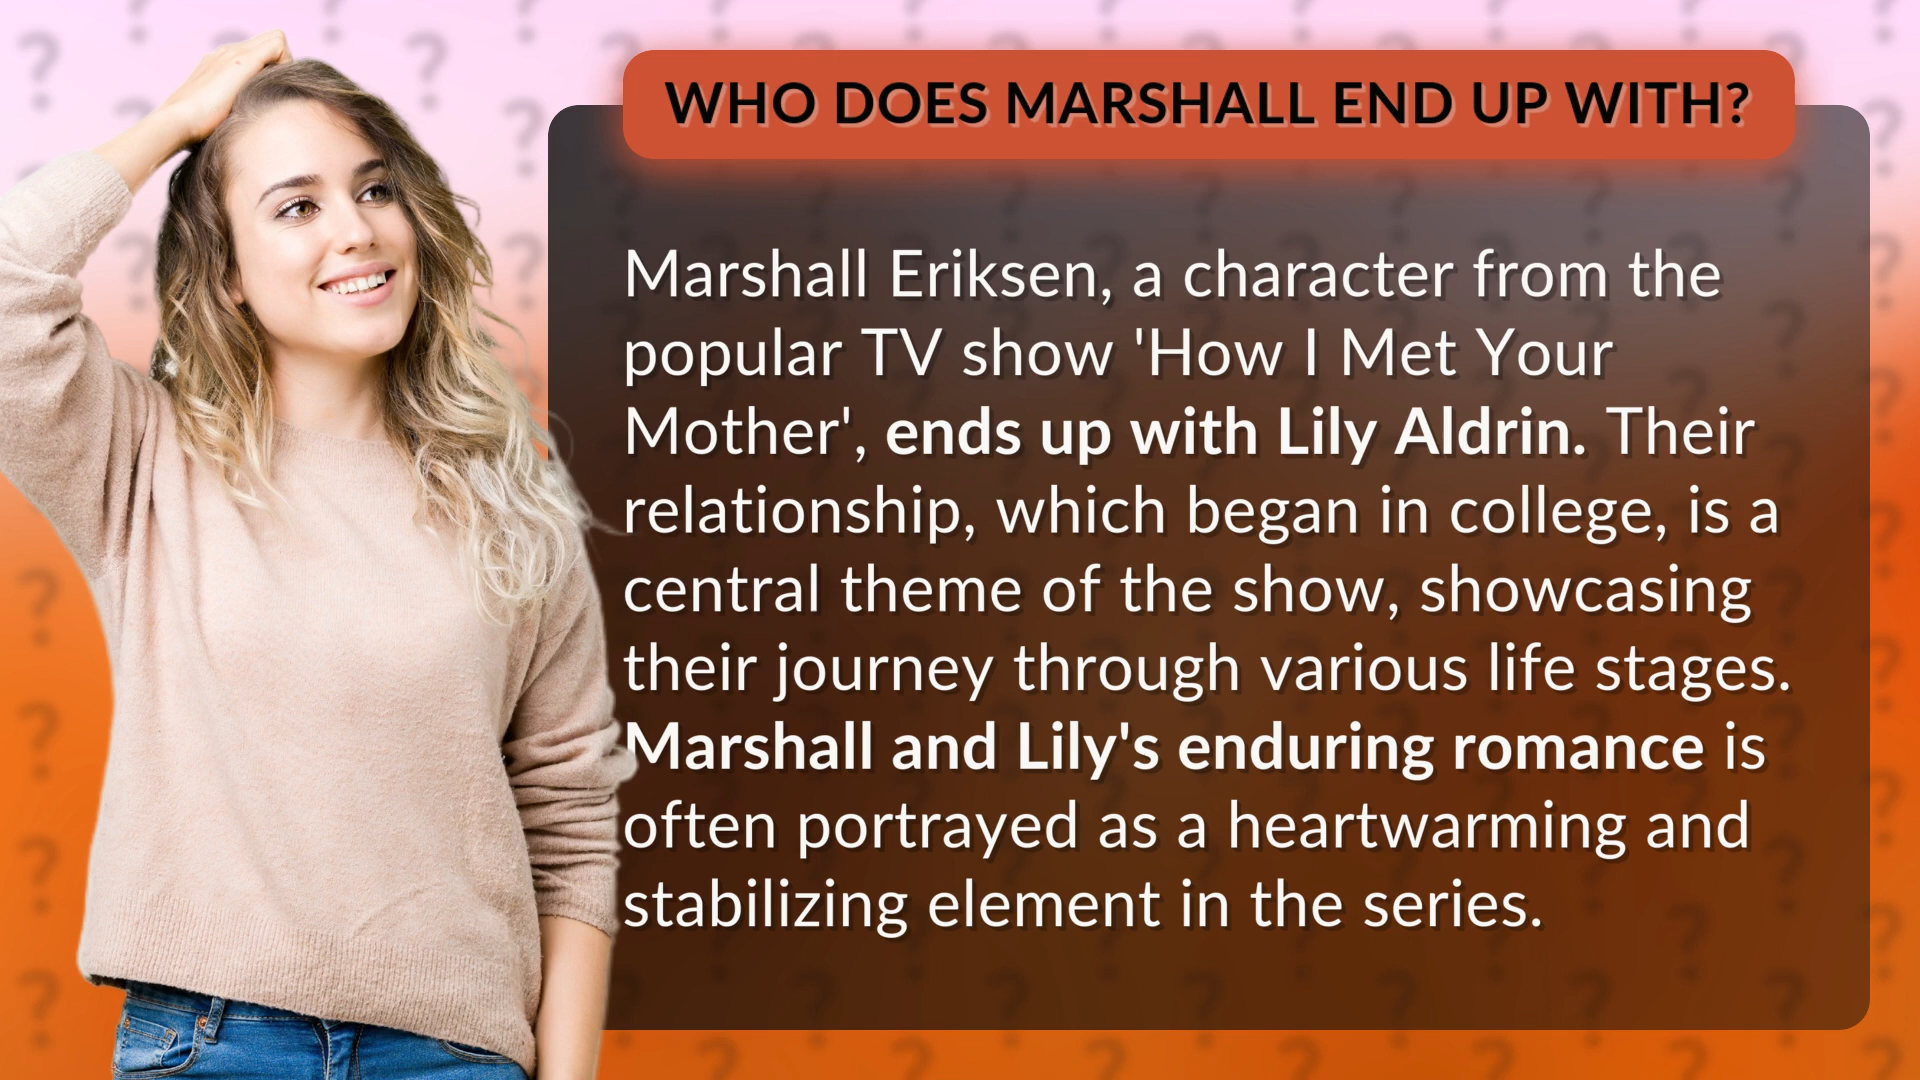 WHO DOES MARSHALL END UP WITH?
Marshall Eriksen, a character from the
popular TV show 'How I Met Your
Mother', ends up with Lily Aldrin. Their
relationship, which began in college, is a
central theme of the show, showcasing
their journey through various life stages.
Marshall and Lily's enduring romance is
often portrayed as a heartwarming and
stabilizing element in the series.